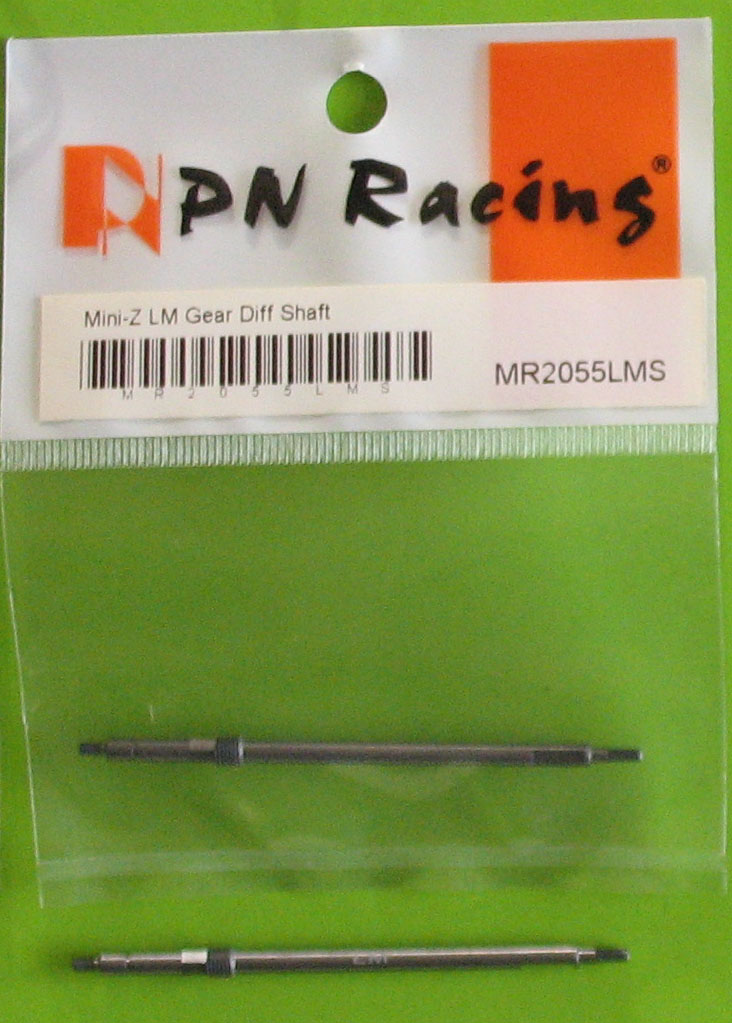 PN Racing®
Mini-Z LM Gear Diff Shaft
MR2055LMS
MR2055LMS